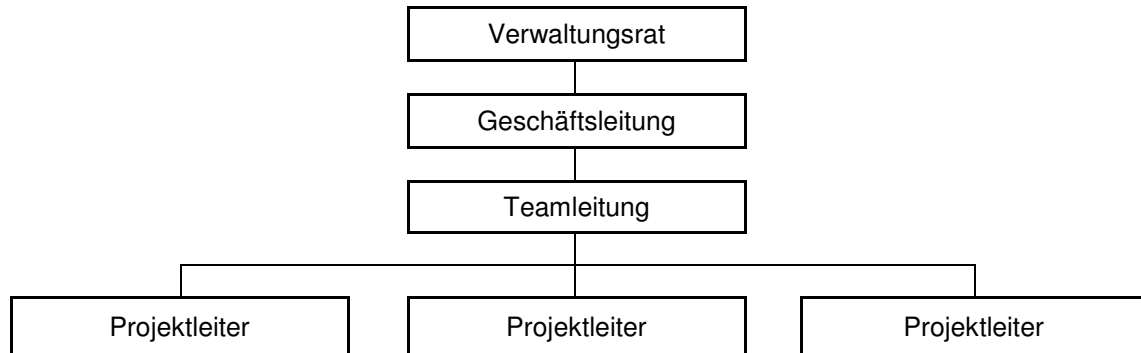 Verwaltungsrat
Geschäftsleitung
Teamleitung
Projektleiter
Projektleiter
Projektleiter